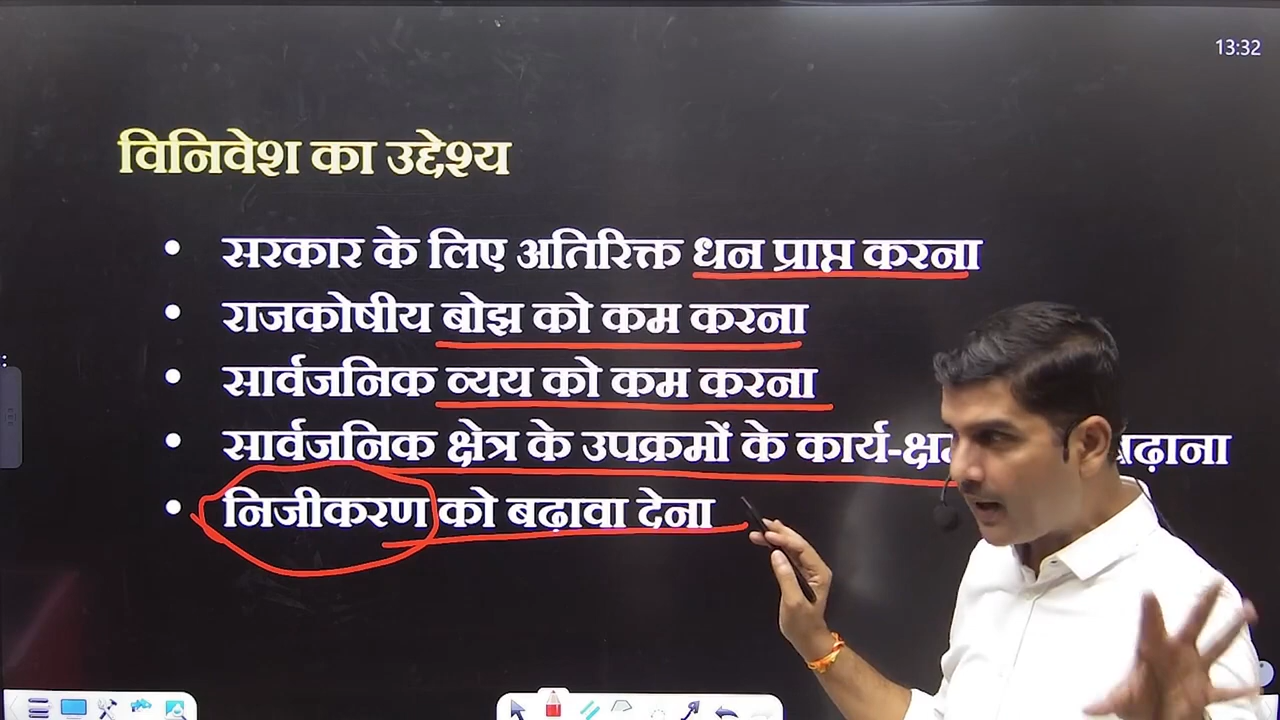 13:32
विनिवेश का उद्देश्य
• सरकार के लिए अतिरिक्त धन प्राप्त करना
• राजकोषीय बोझ को कम करना
• सार्वजनिक व्यय को कम करना
• सार्वजनिक क्षेत्र के उपक्रमों के कार्य-
• निजीकरण को बढ़ावा देना